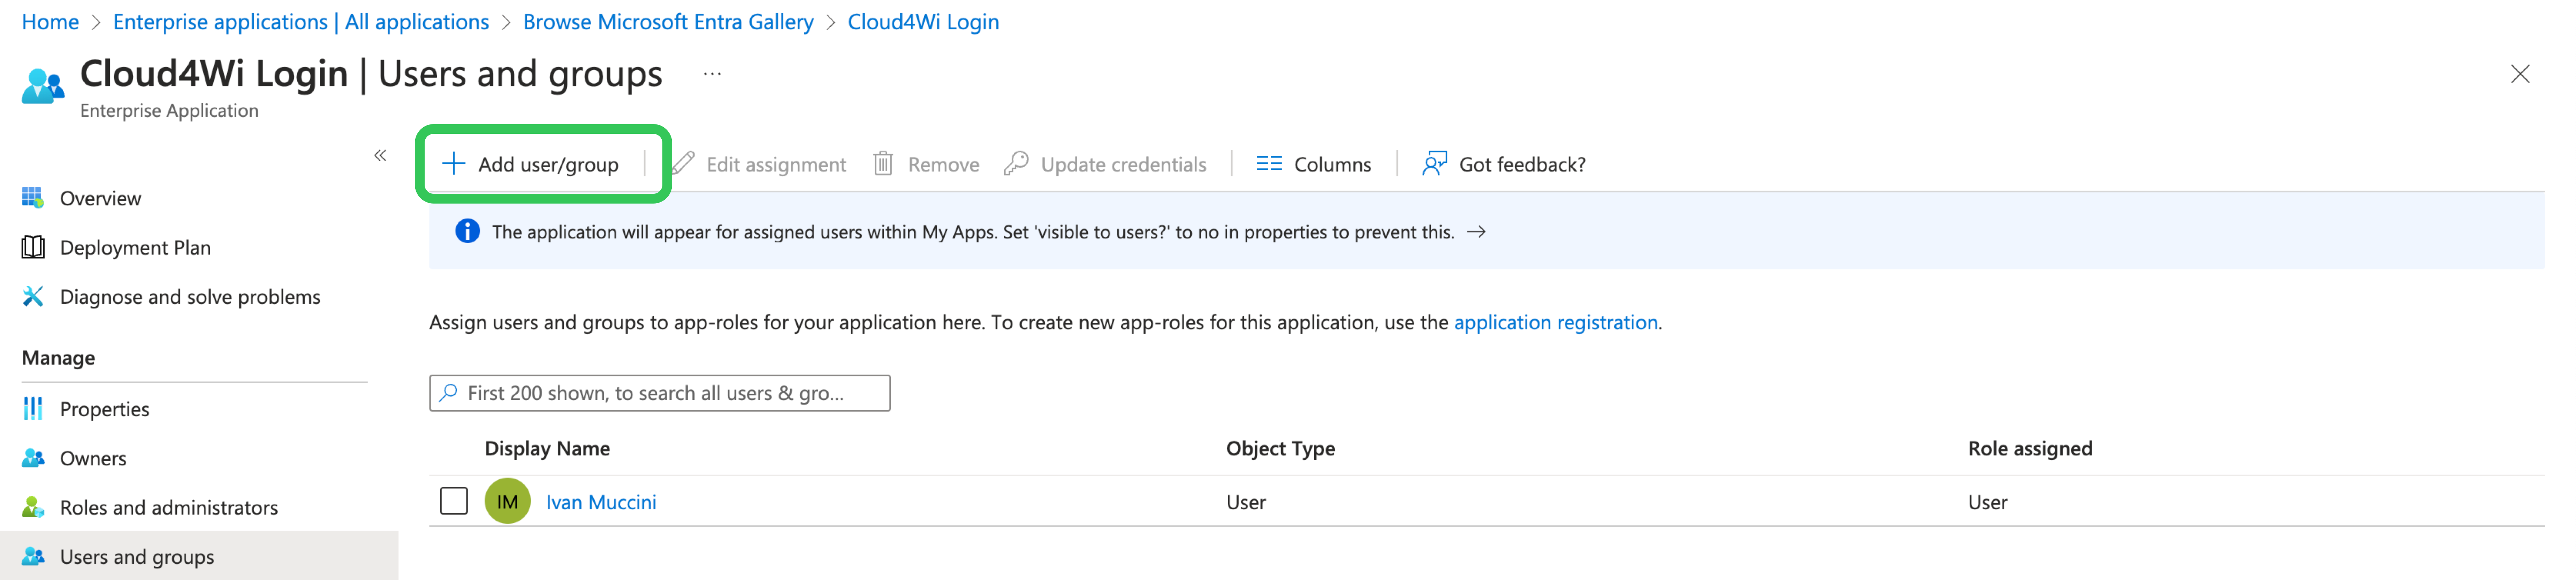 Home > Enterprise applications | All applications > Browse Microsoft Entra Gallery > Cloud4Wi Login
Cloud4Wi Login | Users and groups ...
Enterprise Application
«
+ Add user/group | Edit assignment Remove Update credentials | Columns | Got feedback?
Overview
The application will appear for assigned users within My Apps. Set 'visible to users?' to no in properties to prevent this. →
Deployment Plan
Diagnose and solve problems
Assign users and groups to app-roles for your application here. To create new app-roles for this application, use the application registration.
Manage
First 200 shown, to search all users & gro...
Properties
Display Name Object Type Role assigned
Owners
IM Ivan Muccini User User
Roles and administrators
Users and groups